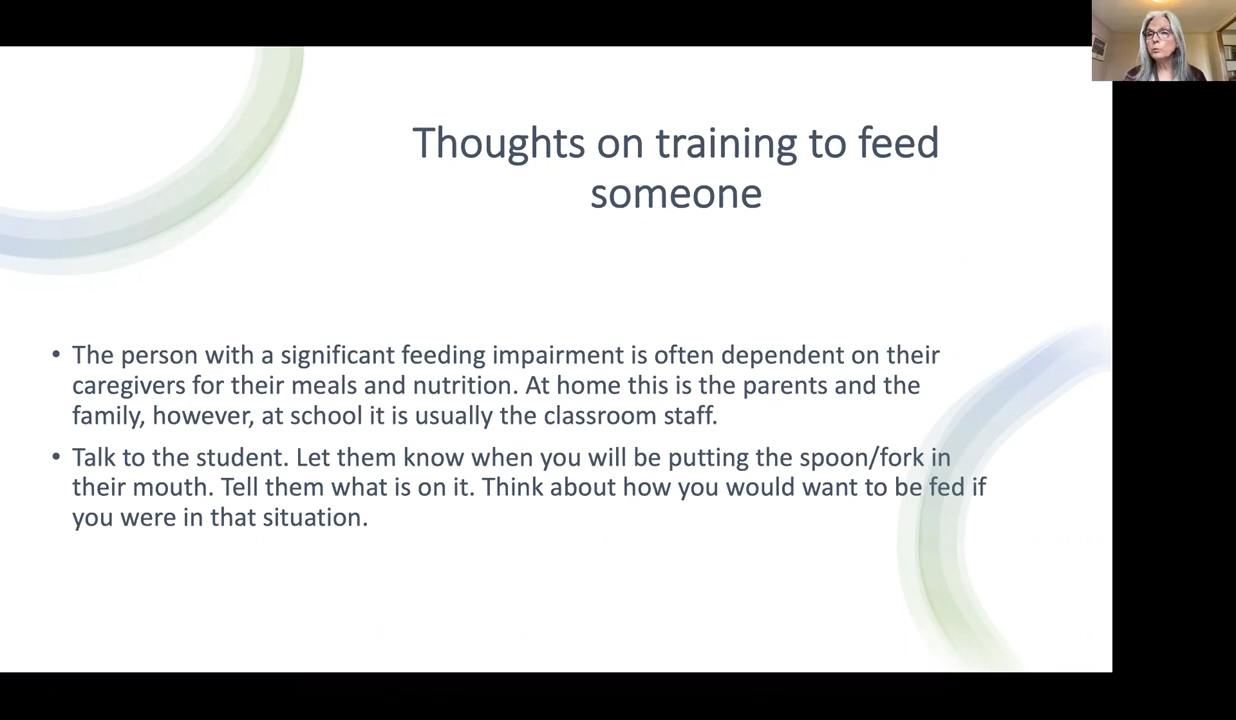 Thoughts on training to feed
someone
• The person with a significant feeding impairment is often dependent on their
caregivers for their meals and nutrition. At home this is the parents and the
family, however, at school it is usually the classroom staff.
• Talk to the student. Let them know when you will be putting the spoon/fork in
their mouth. Tell them what is on it. Think about how you would want to be fed if
you were in that situation.